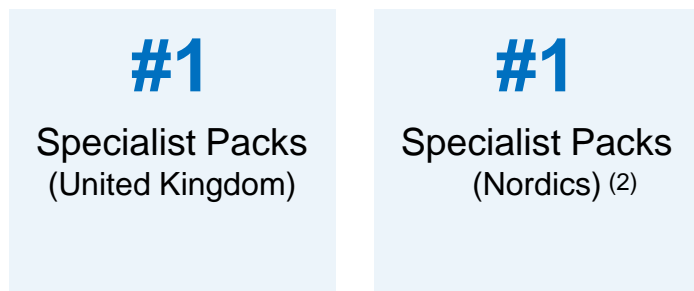 #1
Specialist Packs
(United Kingdom)
#1
Specialist Packs
(Nordics) (2)